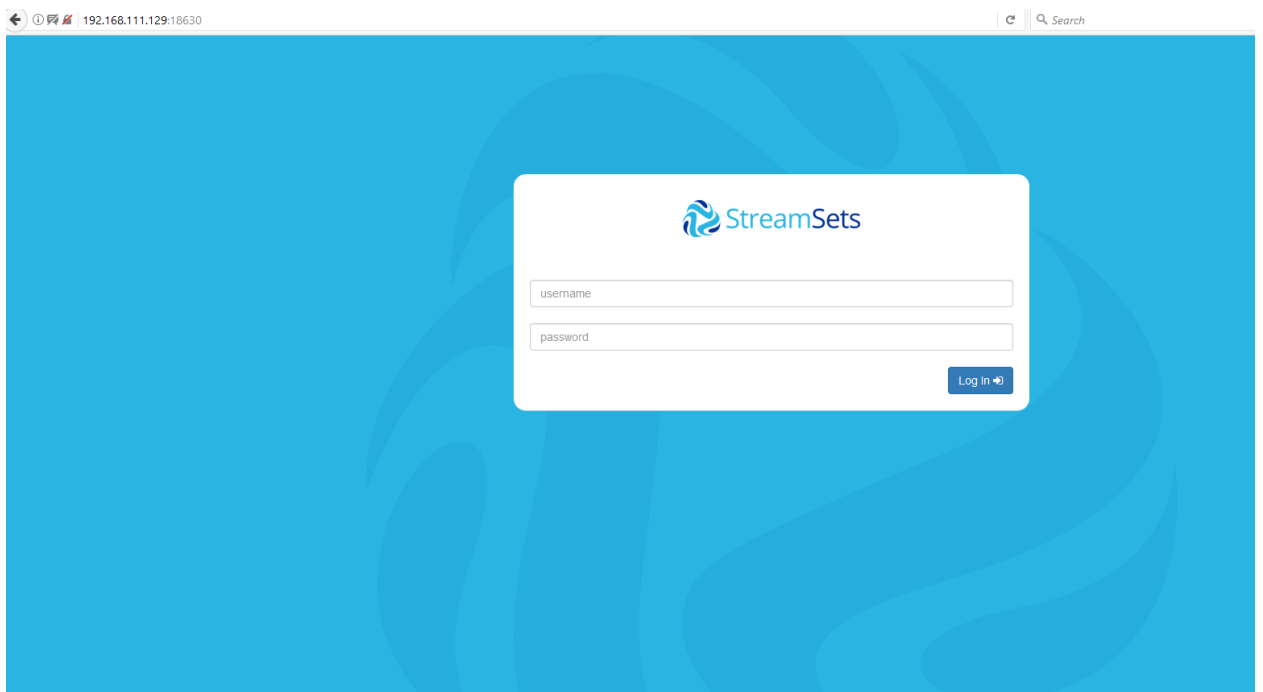 192.168.111.129:18630
Search
StreamSets
username
password
Log In